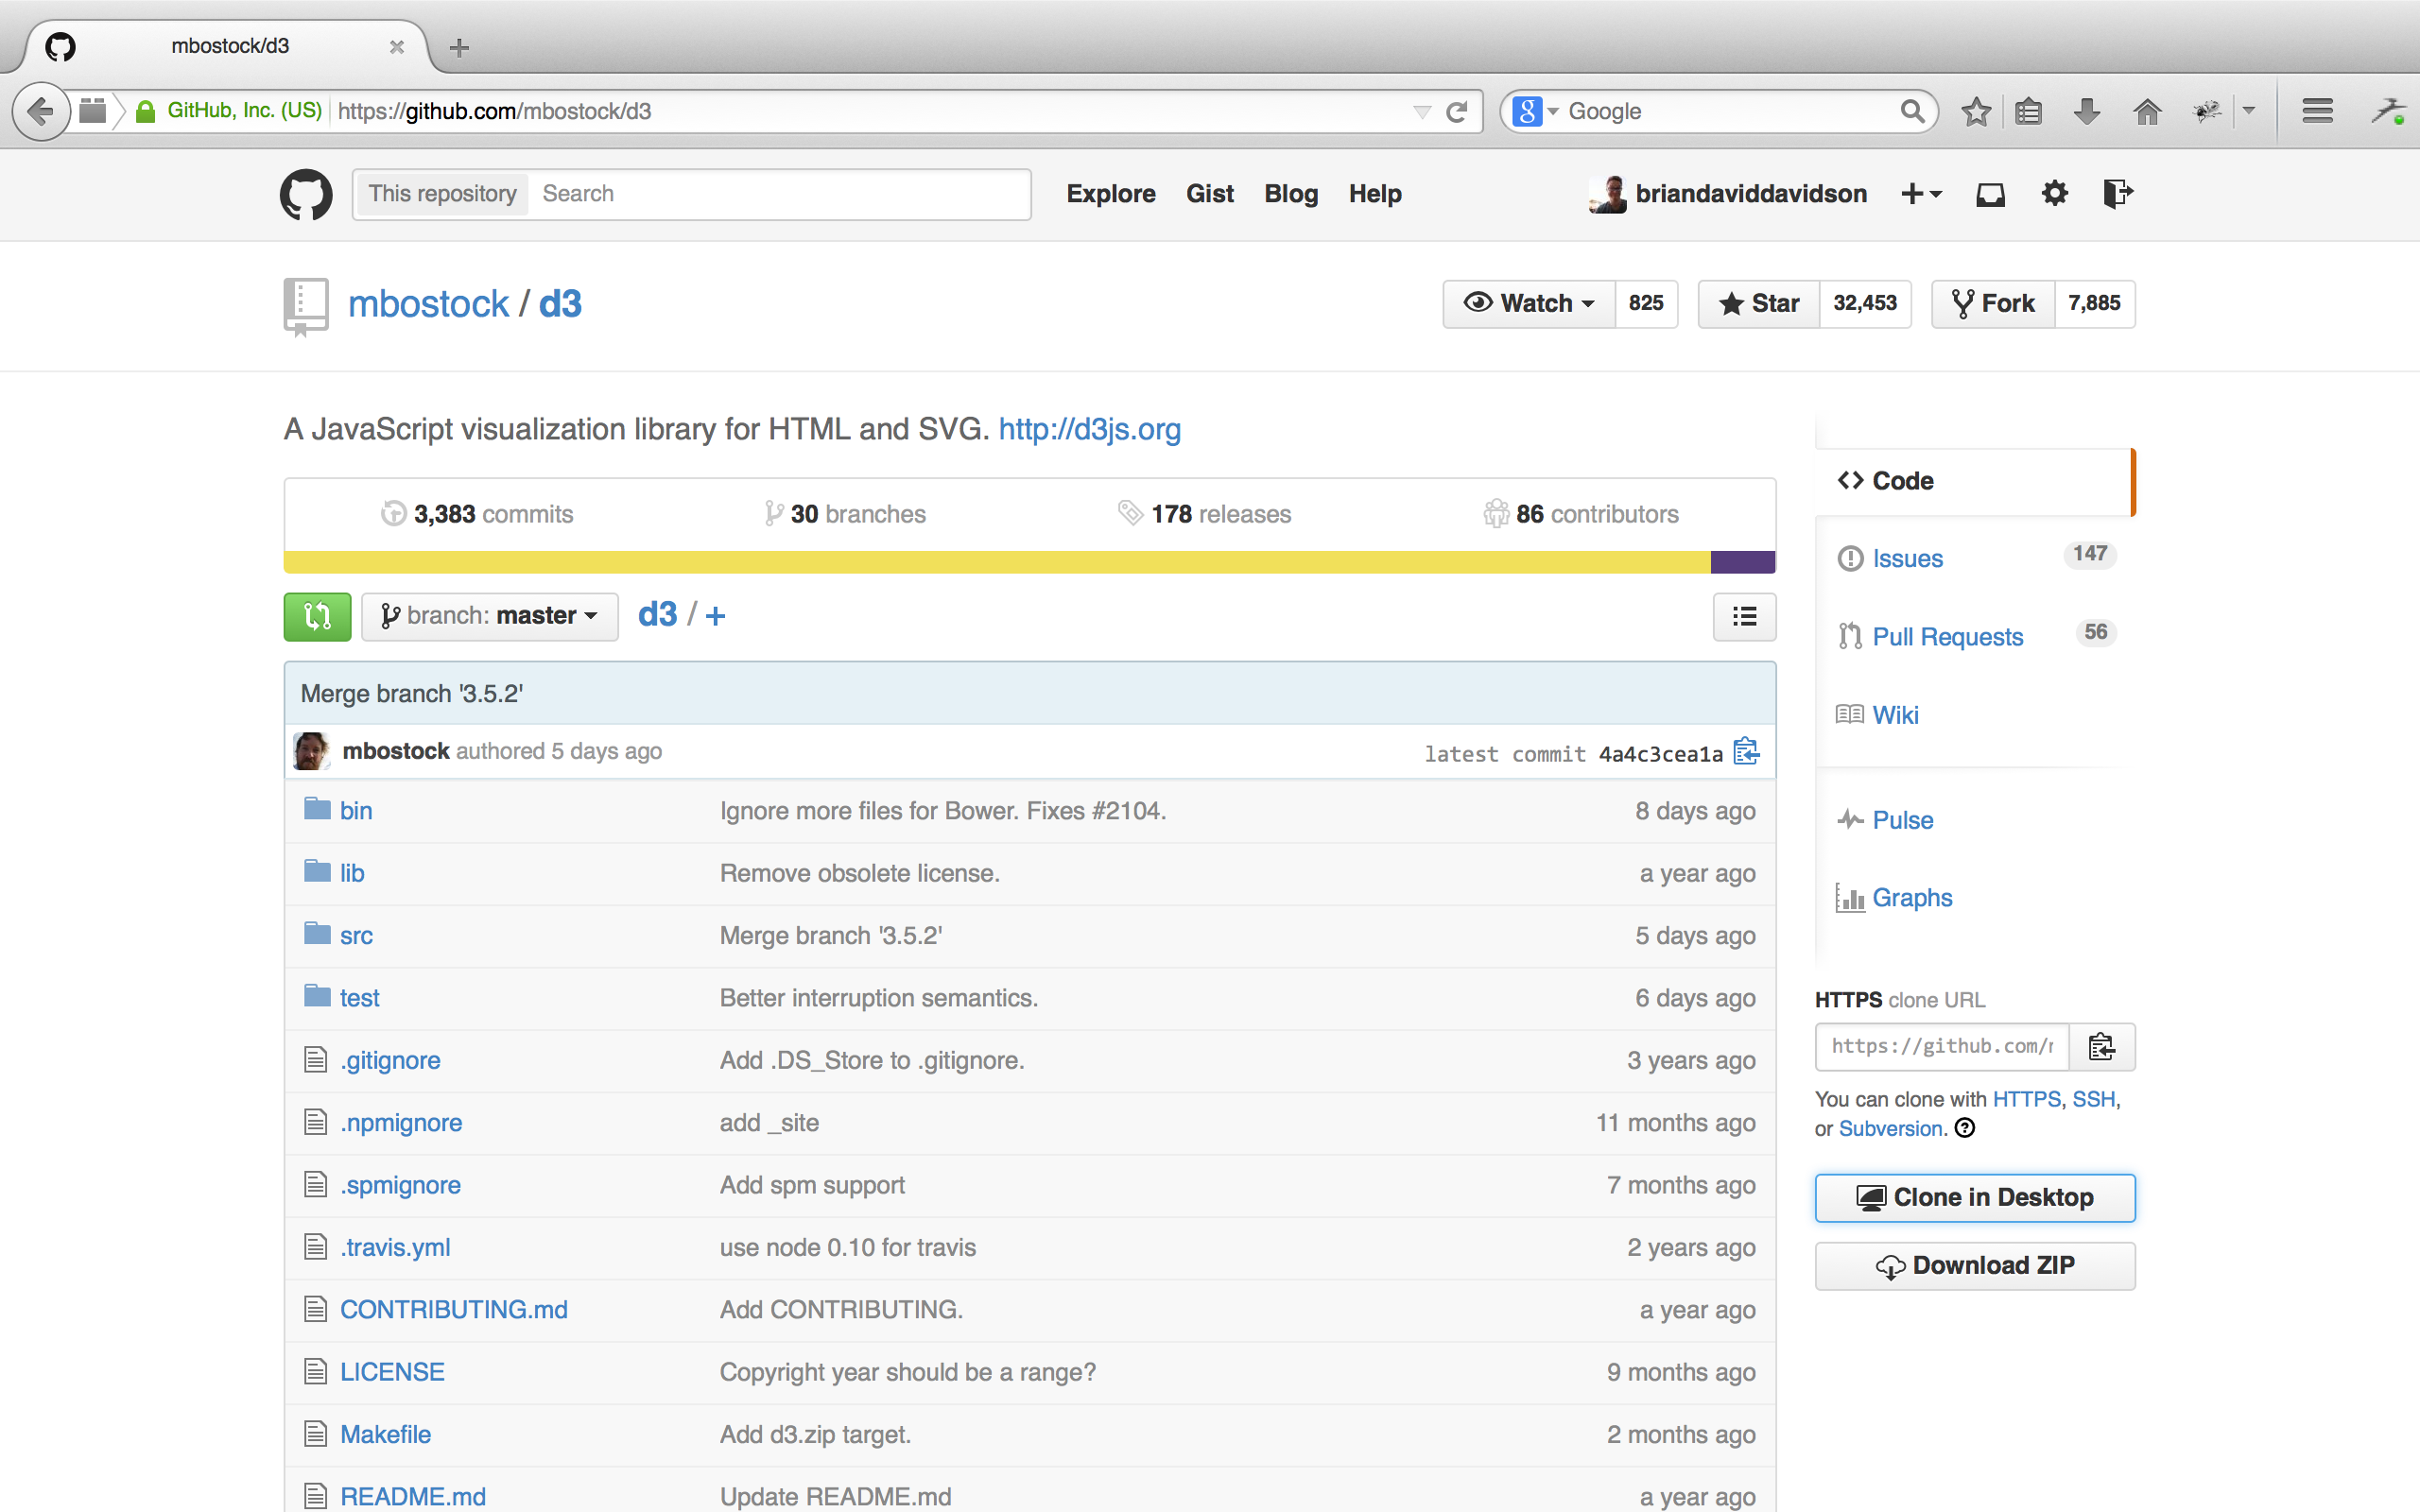 mbostock/d3
GitHub, Inc. (US) https://github.com/mbostock/d3 Google
This repository Search Explore Gist Blog Help briandaviddavidson
mbostock / d3 Watch 825 Star 32,453 Fork 7,885
A JavaScript visualization library for HTML and SVG. http://d3js.org
3,383 commits 30 branches 178 releases 86 contributors
branch: master d3 / +
Merge branch '3.5.2'
mbostock authored 5 days ago latest commit 4a4c3cea1a
bin Ignore more files for Bower. Fixes #2104. 8 days ago
lib Remove obsolete license. a year ago
src Merge branch '3.5.2' 5 days ago
test Better interruption semantics. 6 days ago
.gitignore Add .DS_Store to .gitignore. 3 years ago
.npmignore add _site 11 months ago
.spmignore Add spm support 7 months ago
.travis.yml use node 0.10 for travis 2 years ago
CONTRIBUTING.md Add CONTRIBUTING. a year ago
LICENSE Copyright year should be a range? 9 months ago
Makefile Add d3.zip target. 2 months ago
README.md Update README.md a year ago
Code
Issues 147
Pull Requests 56
Wiki
Pulse
Graphs
HTTPS clone URL
https://github.com/
You can clone with HTTPS, SSH,
or Subversion.
Clone in Desktop
Download ZIP